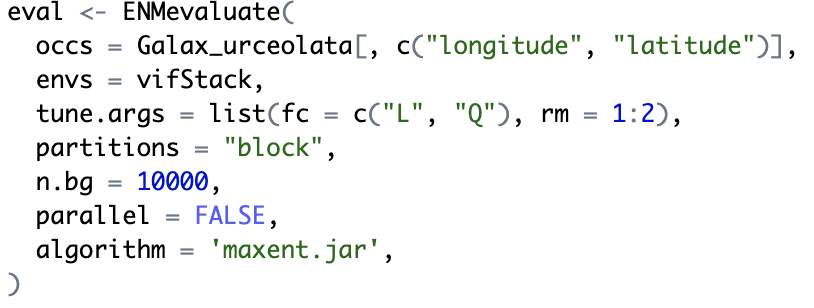 eval <- ENMevaluate(
  occs = Galax_urceolata[, c("longitude", "latitude")],
  envs = vifStack,
  tune.args = list(fc = c("L", "Q"), rm = 1:2),
  partitions = "block",
  n.bg = 10000,
  parallel = FALSE,
  algorithm = 'maxent.jar',
)